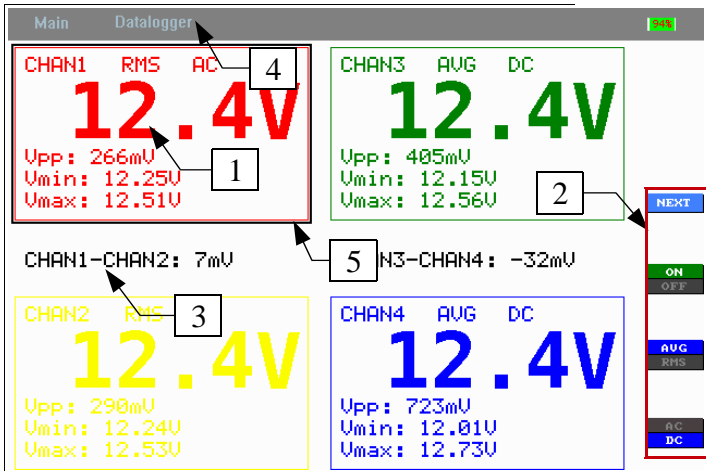 Main Datalogger 94%
CHAN1 RMS AC
12.4V
Vpp: 266mV
Vmin: 12.25V
Vmax: 12.51V
CHAN3 AVG DC
12.4V
Vpp: 405mV
Vmin: 12.15V
Vmax: 12.56V
4
1
2
CHAN1-CHAN2: 7mV
5
N3-CHAN4: -32mV
3
CHAN2 RMS
12.4V
Vpp: 290mV
Vmin: 12.24V
Vmax: 12.53V
CHAN4 AVG DC
12.4V
Vpp: 723mV
Vmin: 12.01V
Vmax: 12.73V
NEXT
ON
OFF
AVG
RMS
AC
DC